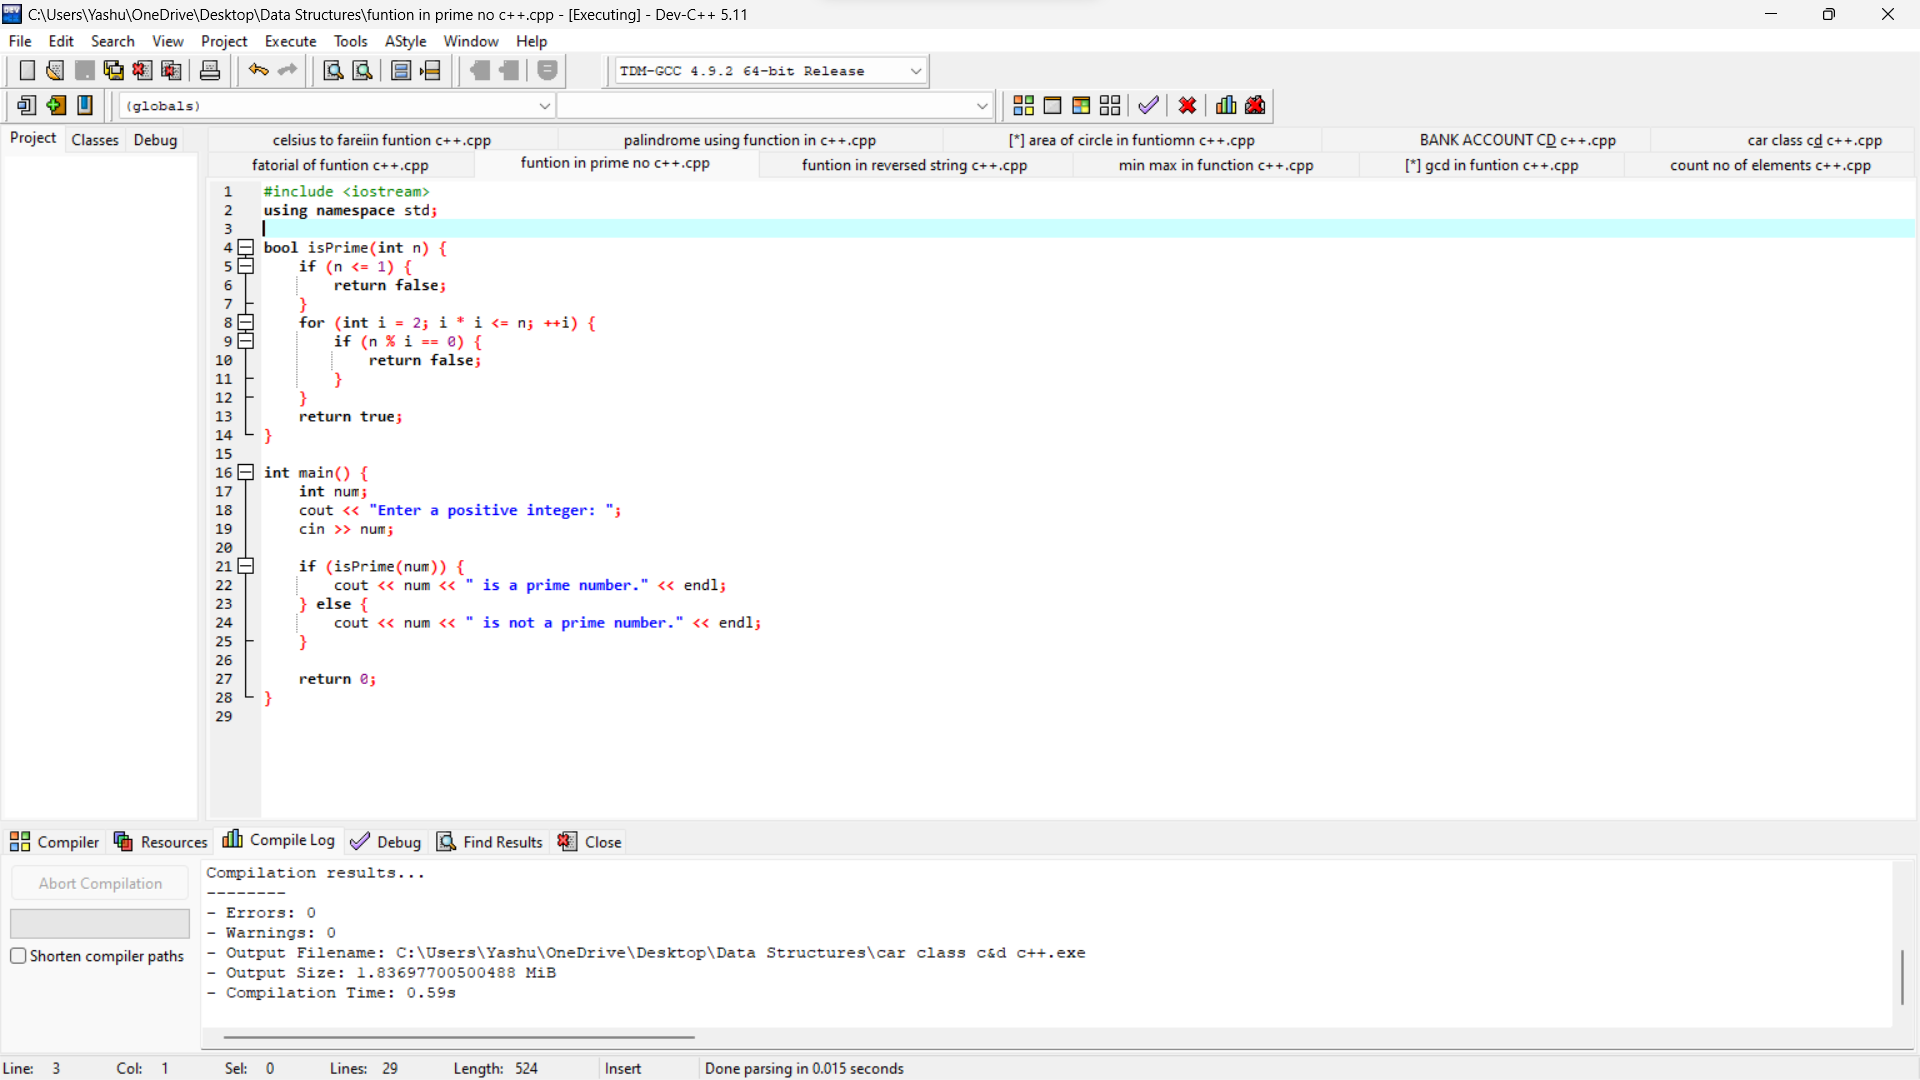 C:\Users\Yashu\OneDrive\Desktop\Data Structures\funtion in prime no c++.cpp - [Executing] - Dev-C++ 5.11
File Edit Search View Project Execute Tools AStyle Window Help
TDM-GCC 4.9.2 64-bit Release
(globals)
Project Classes Debug
celsius to fareiin funtion c++.cpp palindrome using function in c++.cpp [*] area of circle in funtiomn c++.cpp BANK ACCOUNT CD c++.cpp car class cd c++.cpp
fatorial of funtion c++.cpp funtion in prime no c++.cpp funtion in reversed string c++.cpp min max in function c++.cpp [*] gcd in funtion c++.cpp count no of elements c++.cpp
1 #include <iostream>
2 using namespace std;
3
4 bool isPrime(int n) {
5 if (n <= 1) {
6 return false;
7 }
8 for (int i = 2; i * i <= n; ++i) {
9 if (n % i == 0) {
10 return false;
11 }
12 }
13 return true;
14 }
15
16 int main() {
17 int num;
18 cout << "Enter a positive integer: ";
19 cin >> num;
20
21 if (isPrime(num)) {
22 cout << num << " is a prime number." << endl;
23 } else {
24 cout << num << " is not a prime number." << endl;
25 }
26
27 return 0;
28 }
29
Compiler Resources Compile Log Debug Find Results Close
Abort Compilation
Shorten compiler paths
Compilation results...
--------
- Errors: 0
- Warnings: 0
- Output Filename: C:\Users\Yashu\OneDrive\Desktop\Data Structures\car class c&d c++.exe
- Output Size: 1.83697700500488 MiB
- Compilation Time: 0.59s
Line: 3 Col: 1 Sel: 0 Lines: 29 Length: 524 Insert Done parsing in 0.015 seconds